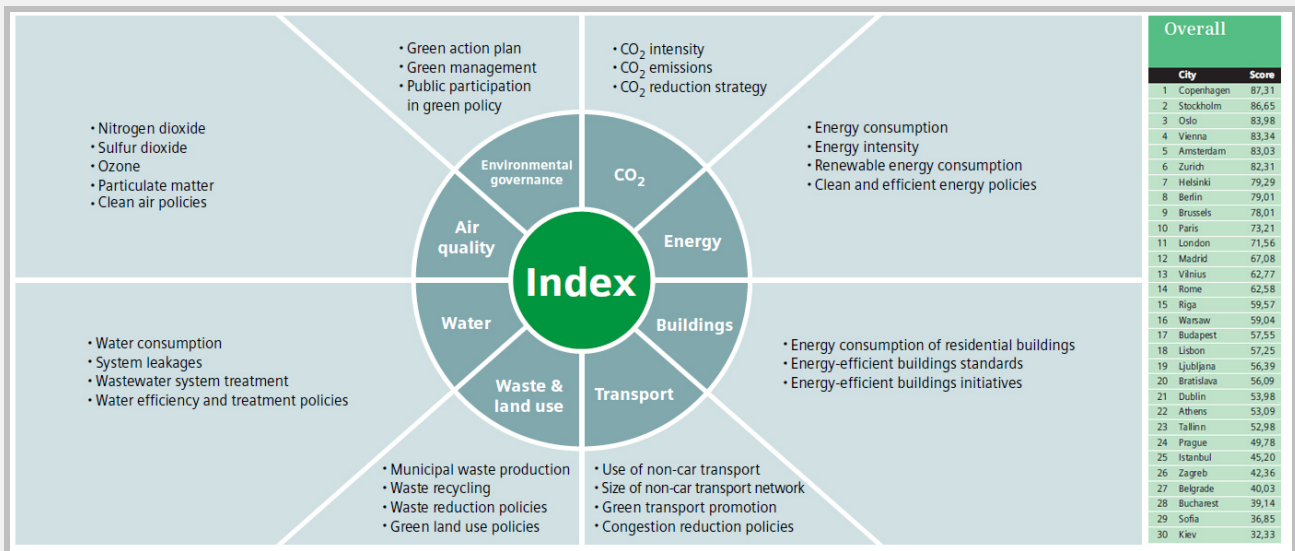 • Green action plan
• Green management
• Public participation
in green policy
• CO₂ intensity
• CO₂ emissions
• CO₂ reduction strategy
• Nitrogen dioxide
• Sulfur dioxide
• Ozone
• Particulate matter
• Clean air policies
• Energy consumption
• Energy intensity
• Renewable energy consumption
• Clean and efficient energy policies
Environmental
governance
CO₂
Air
quality
Energy
Index
Water
Buildings
Waste &
land use
Transport
• Water consumption
• System leakages
• Wastewater system treatment
• Water efficiency and treatment policies
• Energy consumption of residential buildings
• Energy-efficient buildings standards
• Energy-efficient buildings initiatives
• Municipal waste production
• Waste recycling
• Waste reduction policies
• Green land use policies
• Use of non-car transport
• Size of non-car transport network
• Green transport promotion
• Congestion reduction policies
Overall
City Score
1 Copenhagen 87,31
2 Stockholm 86,65
3 Oslo 83,98
4 Vienna 83,34
5 Amsterdam 83,03
6 Zurich 82,31
7 Helsinki 79,29
8 Berlin 79,01
9 Brussels 78,01
10 Paris 73,21
11 London 71,56
12 Madrid 67,08
13 Vilnius 62,77
14 Rome 62,58
15 Riga 59,57
16 Warsaw 59,04
17 Budapest 57,55
18 Lisbon 57,25
19 Ljubljana 56,39
20 Bratislava 56,09
21 Dublin 53,98
22 Athens 53,09
23 Tallinn 52,98
24 Prague 49,78
25 Istanbul 45,20
26 Zagreb 42,36
27 Belgrade 40,03
28 Bucharest 39,14
29 Sofia 36,85
30 Kiev 32,33